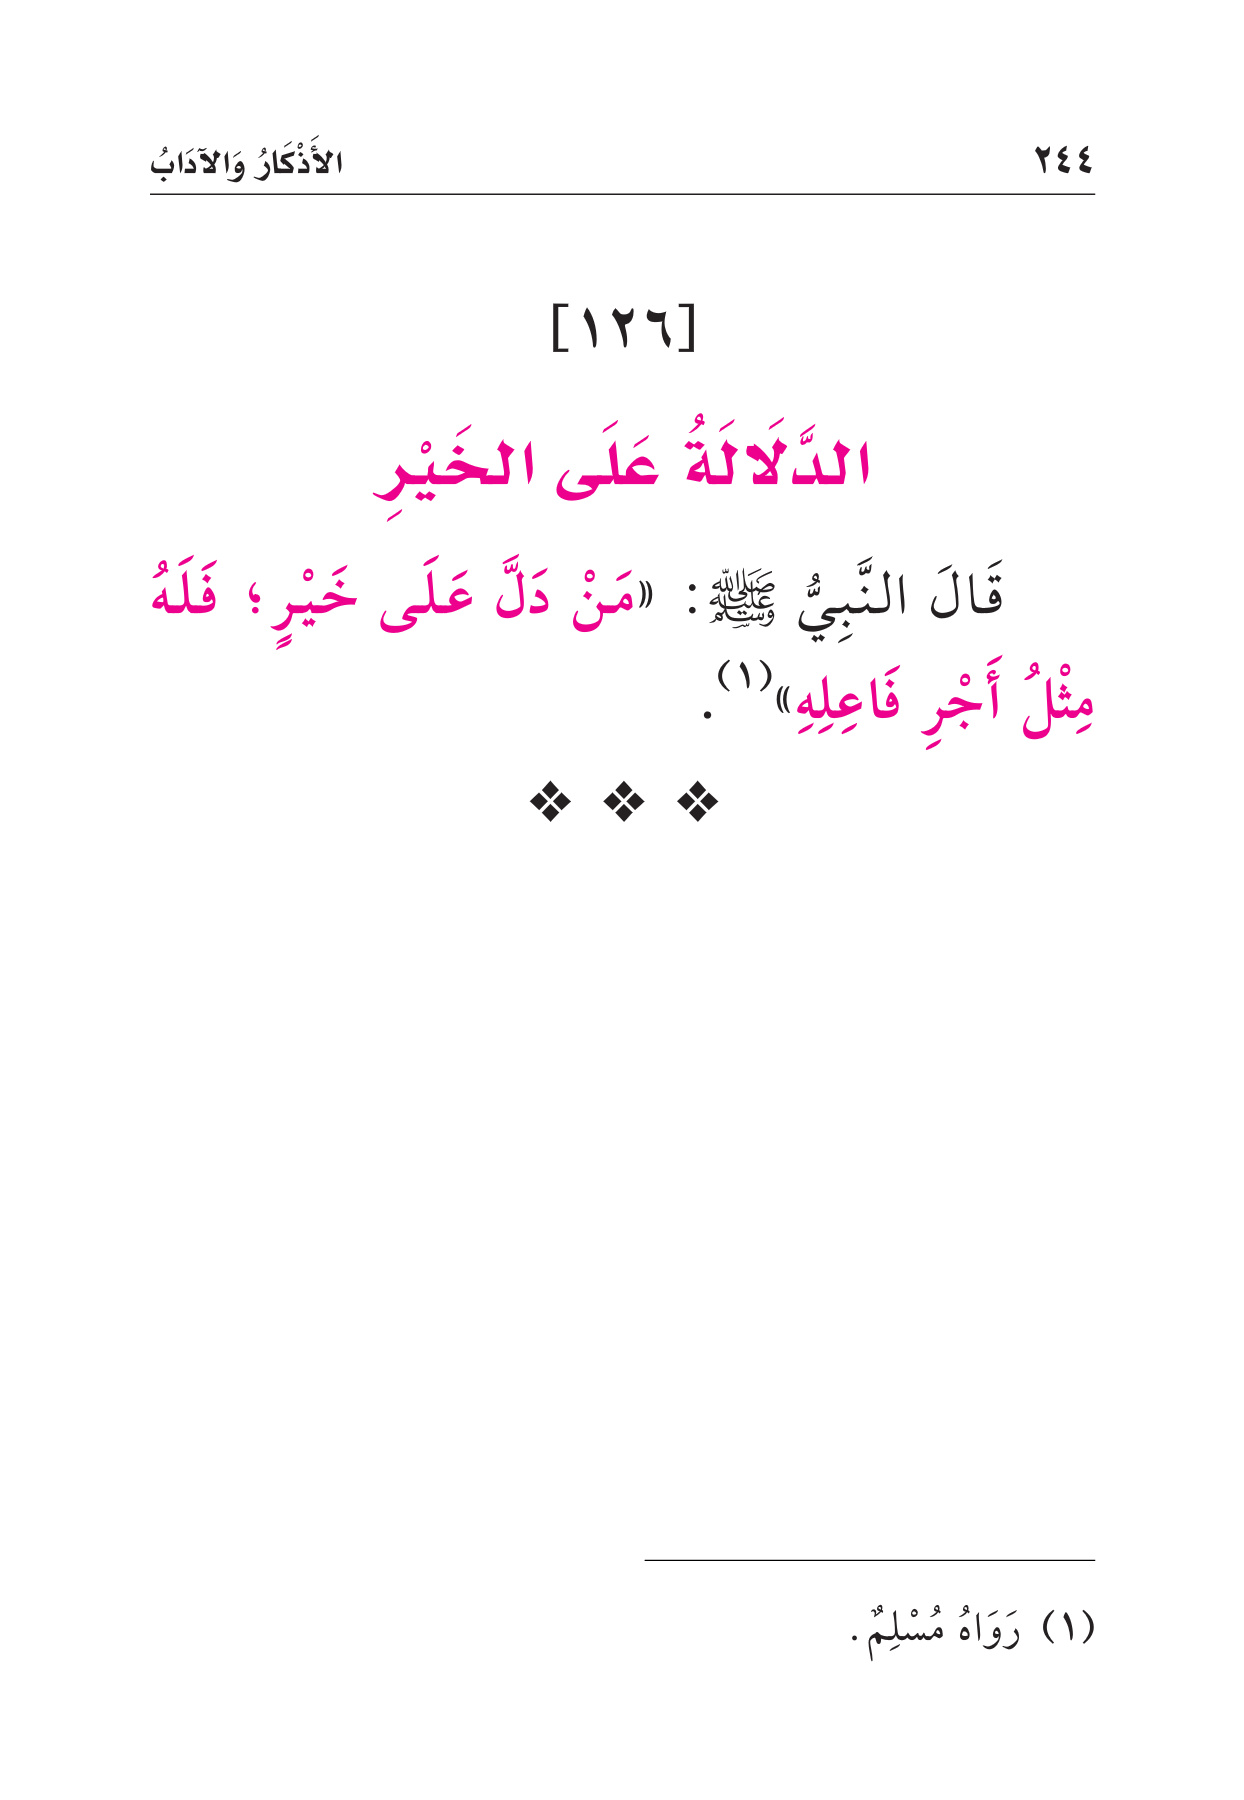 ٢٤٤ الأَذْكَارُ وَالآدَابُ
[١٢٦]
الدَّلَالَةُ عَلَى الخَيْرِ
قَالَ النَّبِيُّ ﷺ: «مَنْ دَلَّ عَلَى خَيْرٍ؛ فَلَهُ
مِثْلُ أَجْرِ فَاعِلِهِ»(١).
(١) رَوَاهُ مُسْلِمٌ.